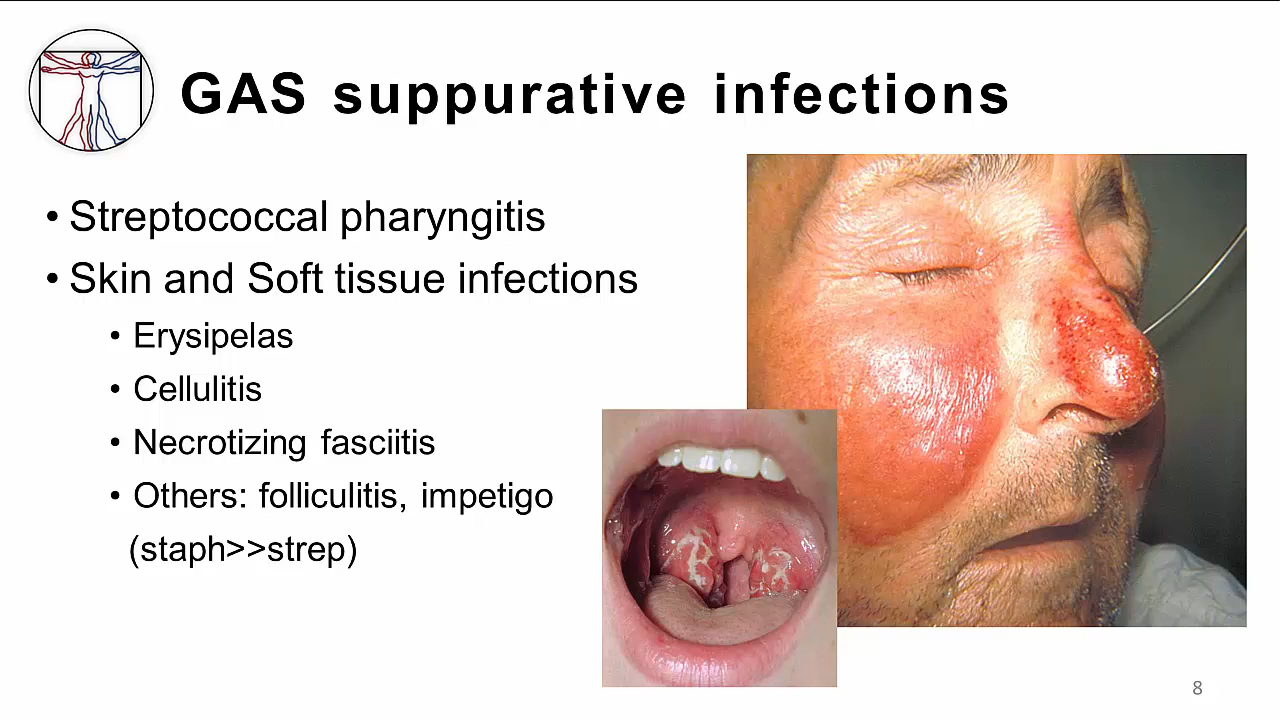 GAS suppurative infections
• Streptococcal pharyngitis
• Skin and Soft tissue infections
• Erysipelas
• Cellulitis
• Necrotizing fasciitis
• Others: folliculitis, impetigo
(staph>>strep)
8